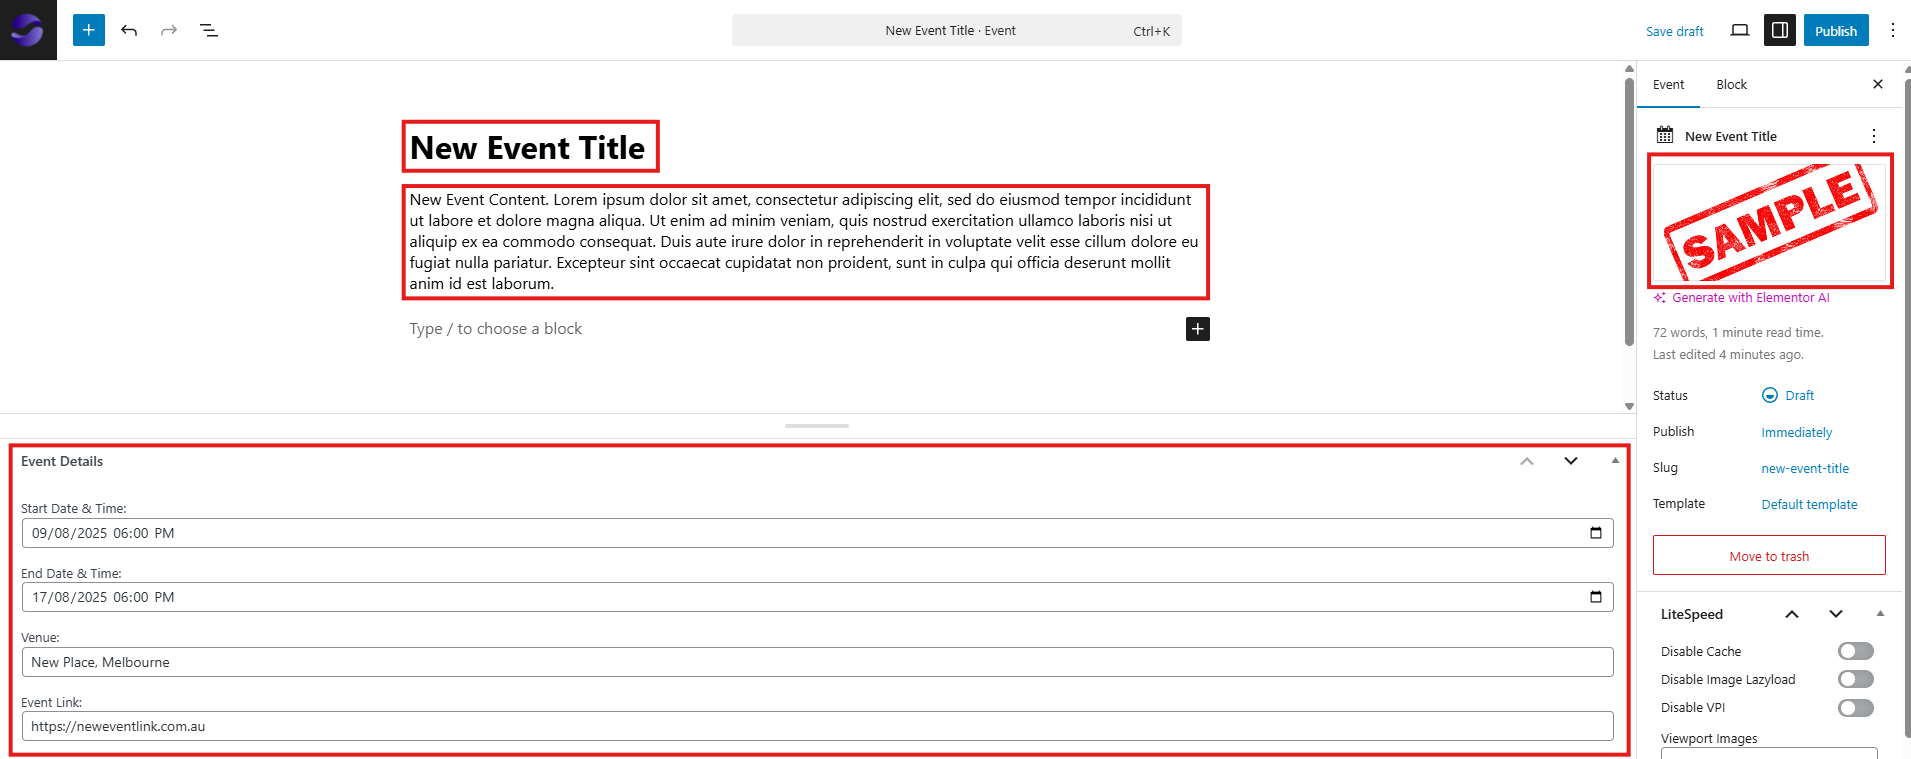 New Event Title · Event Ctrl+K
Save draft
Publish
New Event Title
New Event Content. Lorem ipsum dolor sit amet, consectetur adipiscing elit, sed do eiusmod tempor incididunt
ut labore et dolore magna aliqua. Ut enim ad minim veniam, quis nostrud exercitation ullamco laboris nisi ut
aliquip ex ea commodo consequat. Duis aute irure dolor in reprehenderit in voluptate velit esse cillum dolore eu
fugiat nulla pariatur. Excepteur sint occaecat cupidatat non proident, sunt in culpa qui officia deserunt mollit
anim id est laborum.
Type / to choose a block
Event Details
Start Date & Time:
09/08/2025 06:00 PM
End Date & Time:
17/08/2025 06:00 PM
Venue:
New Place, Melbourne
Event Link:
https://neweventlink.com.au
Event Block
New Event Title
SAMPLE
Generate with Elementor AI
72 words, 1 minute read time.
Last edited 4 minutes ago.
Status Draft
Publish Immediately
Slug new-event-title
Template Default template
Move to trash
LiteSpeed
Disable Cache
Disable Image Lazyload
Disable VPI
Viewport Images